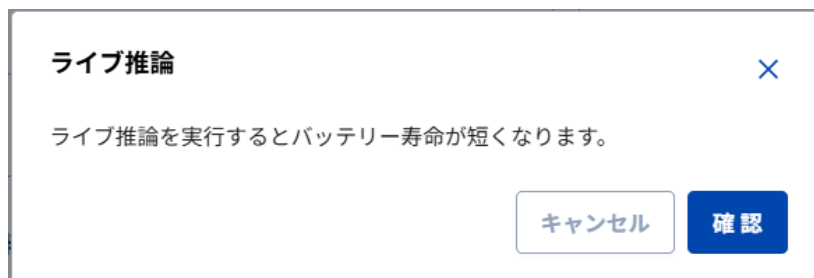 ライブ推論
ライブ推論を実行するとバッテリー寿命が短くなります。
キャンセル
確認